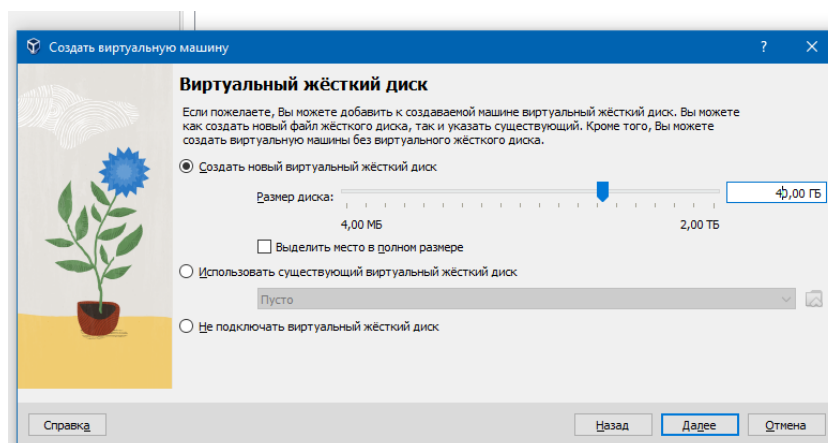 Создать виртуальную машину
?
Виртуальный жёсткий диск
Если пожелаете, Вы можете добавить к создаваемой машине виртуальный жёсткий диск. Вы можете
как создать новый файл жёсткого диска, так и указать существующий. Кроме того, Вы можете
создать виртуальную машины без виртуального жёсткого диска.
Создать новый виртуальный жёсткий диск
Размер диска:
40,00 ГБ
4,00 МБ
2,00 ТБ
Выделить место в полном размере
Использовать существующий виртуальный жёсткий диск
Пусто
Не подключать виртуальный жёсткий диск
Справка
Назад
Далее
Отмена